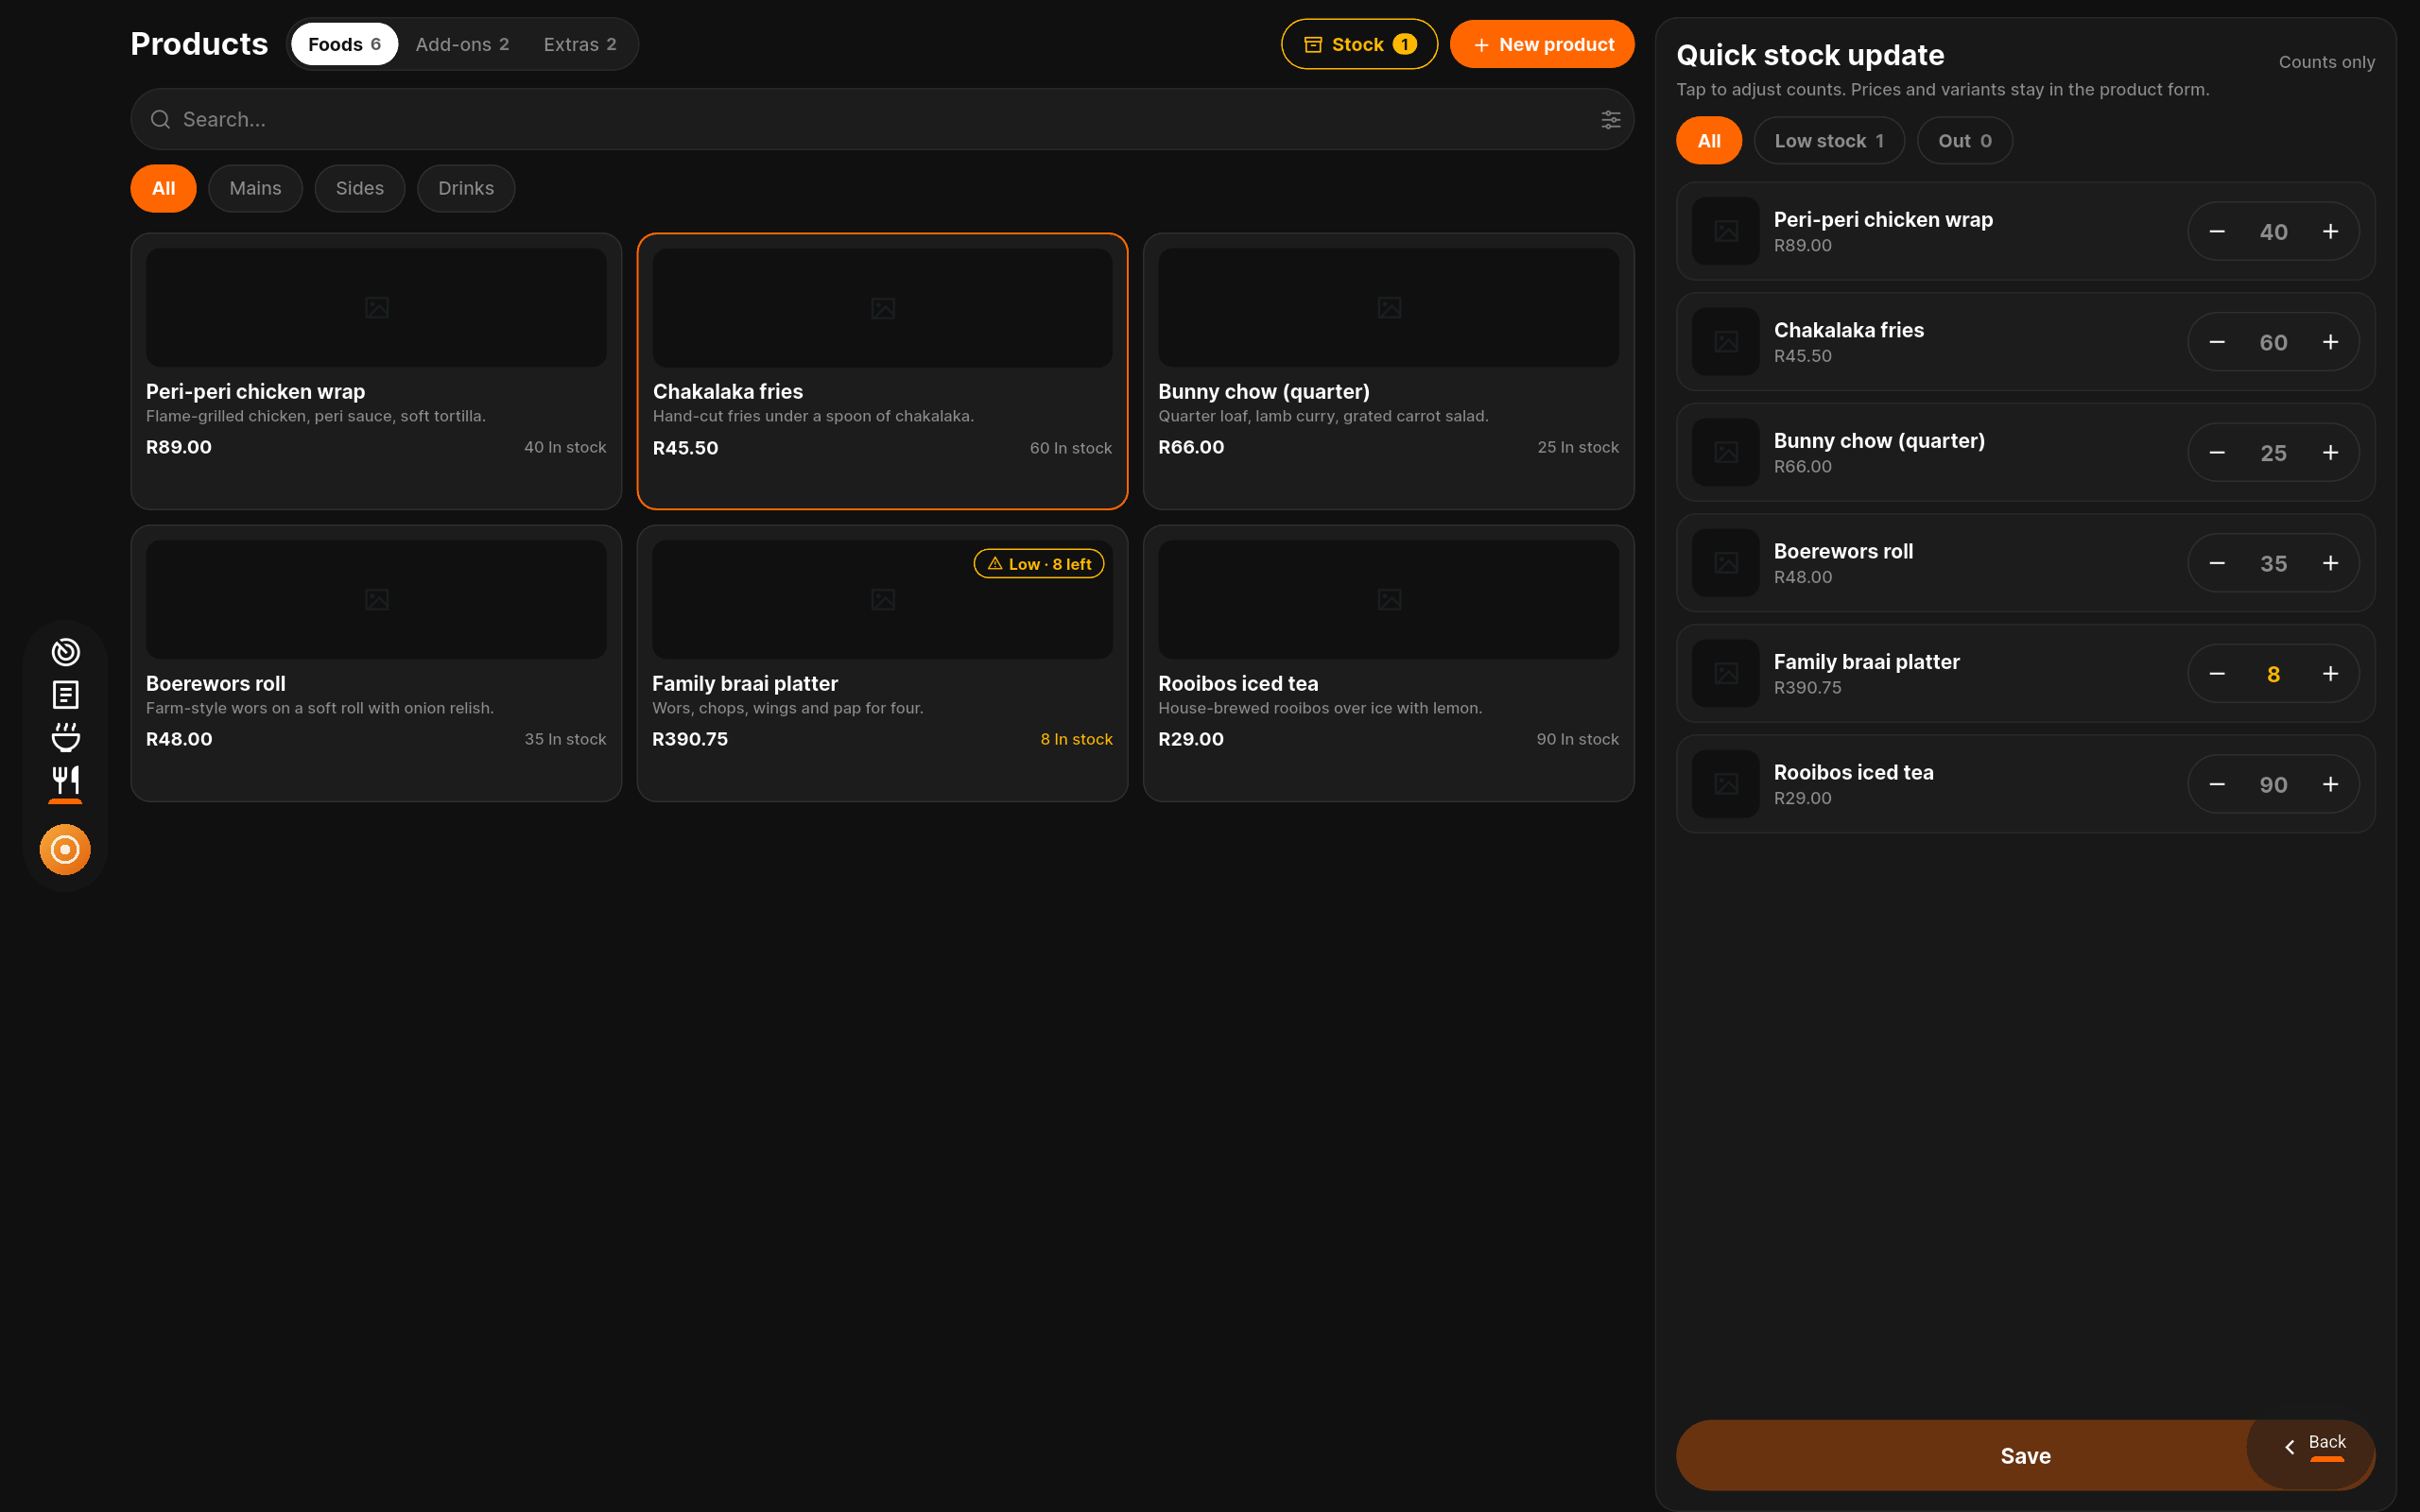 Products
Foods 6
Add-ons 2
Extras 2
Stock 1
New product
Search...
All
Mains
Sides
Drinks
Peri-peri chicken wrap
Flame-grilled chicken, peri sauce, soft tortilla.
R89.00
40 In stock
Chakalaka fries
Hand-cut fries under a spoon of chakalaka.
R45.50
60 In stock
Bunny chow (quarter)
Quarter loaf, lamb curry, grated carrot salad.
R66.00
25 In stock
Boerewors roll
Farm-style wors on a soft roll with onion relish.
R48.00
35 In stock
Low · 8 left
Family braai platter
Wors, chops, wings and pap for four.
R390.75
8 In stock
Rooibos iced tea
House-brewed rooibos over ice with lemon.
R29.00
90 In stock
Quick stock update
Counts only
Tap to adjust counts. Prices and variants stay in the product form.
All
Low stock 1
Out 0
Peri-peri chicken wrap
R89.00
− 40 +
Chakalaka fries
R45.50
− 60 +
Bunny chow (quarter)
R66.00
− 25 +
Boerewors roll
R48.00
− 35 +
Family braai platter
R390.75
− 8 +
Rooibos iced tea
R29.00
− 90 +
Save
Back